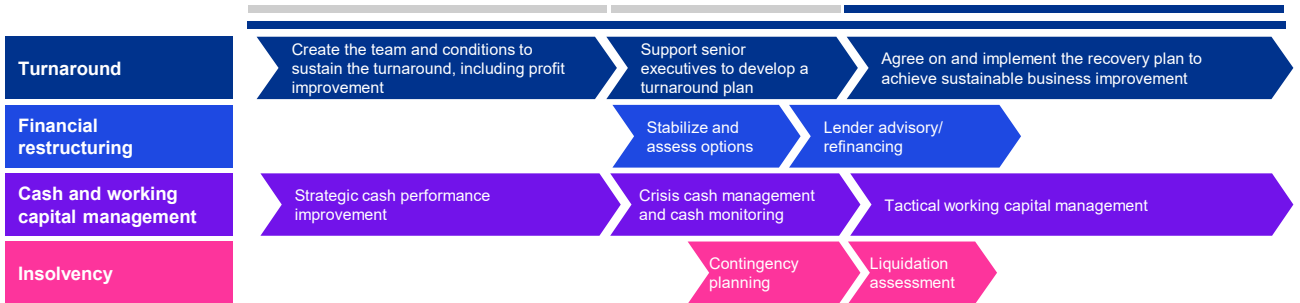 Turnaround
Create the team and conditions to
sustain the turnaround, including profit
improvement
Support senior
executives to develop a
turnaround plan
Agree on and implement the recovery plan to
achieve sustainable business improvement
Financial
restructuring
Stabilize and
assess options
Lender advisory/
refinancing
Cash and working
capital management
Strategic cash performance
improvement
Crisis cash management
and cash monitoring
Tactical working capital management
Insolvency
Contingency
planning
Liquidation
assessment